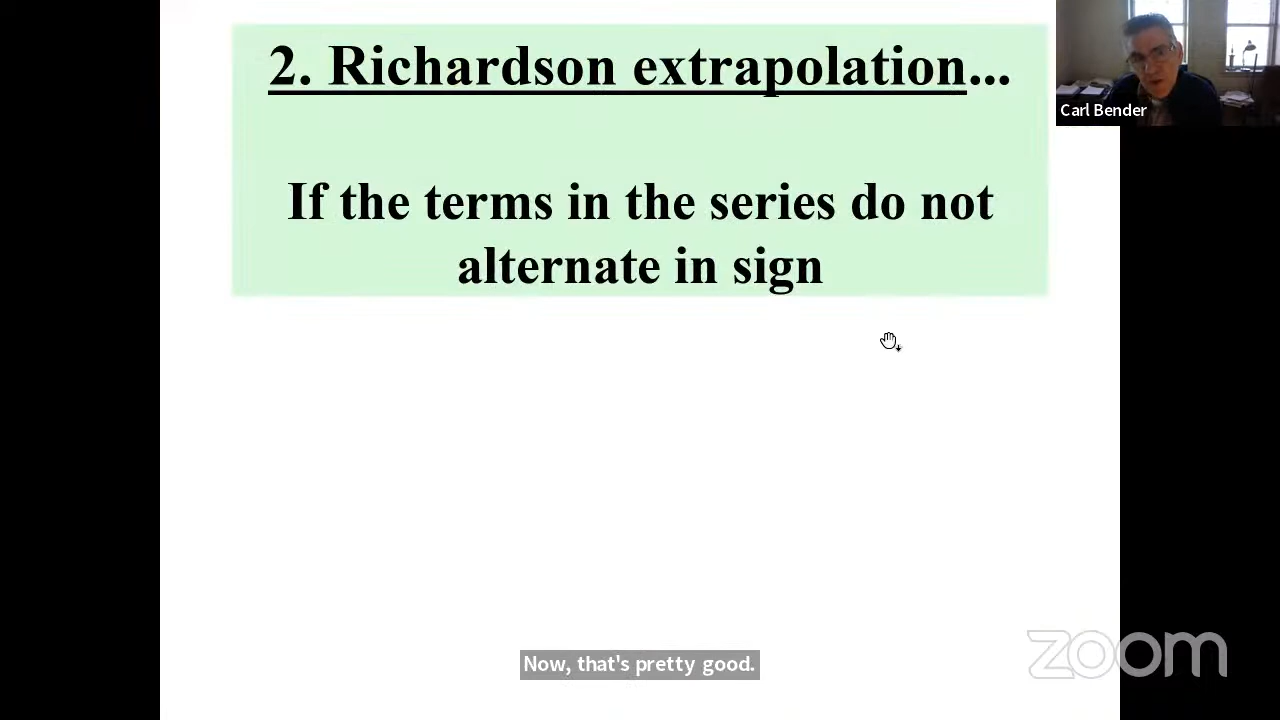 2. Richardson extrapolation...
Carl Bender
If the terms in the series do not
alternate in sign
Now, that's pretty good.
zoom